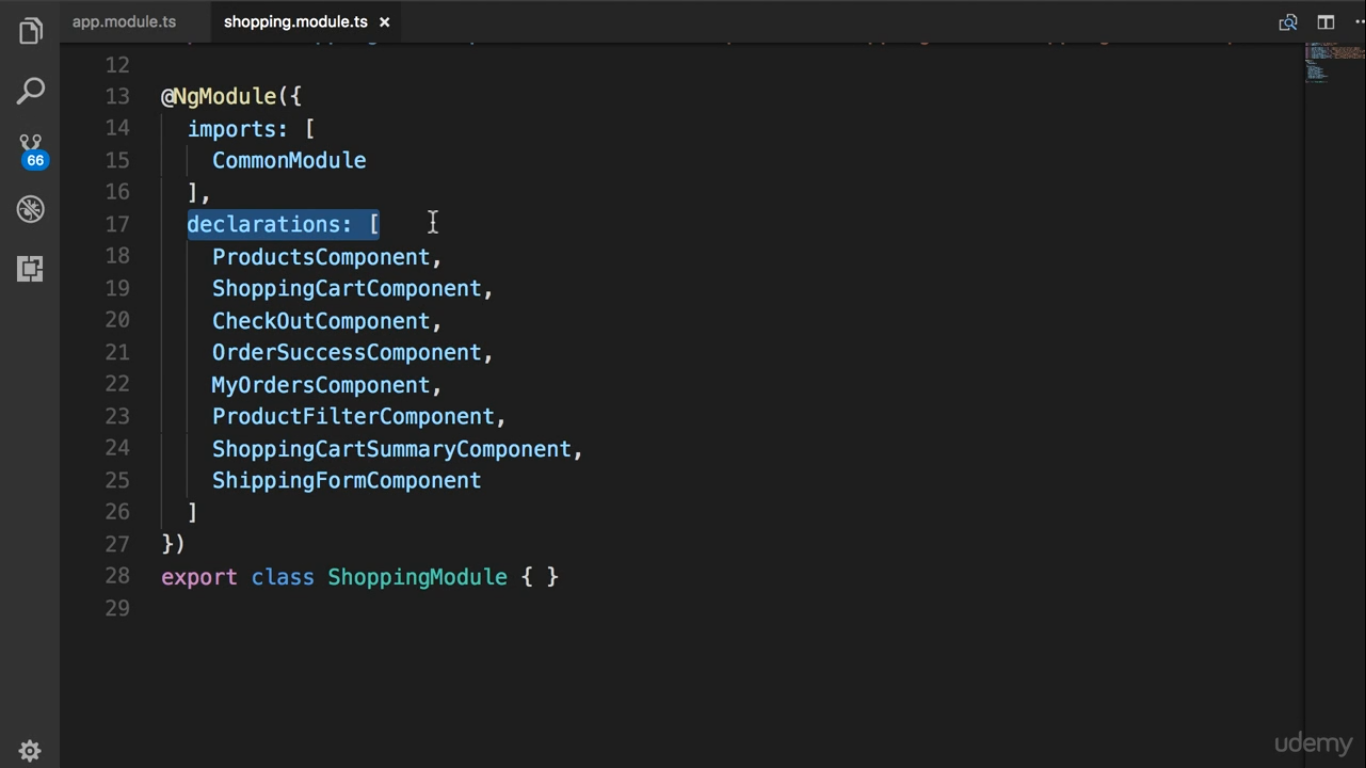 app.module.ts
shopping.module.ts ×
12
13 @NgModule({
14 imports: [
15 CommonModule
16 ],
17 declarations: [
18 ProductsComponent,
19 ShoppingCartComponent,
20 CheckOutComponent,
21 OrderSuccessComponent,
22 MyOrdersComponent,
23 ProductFilterComponent,
24 ShoppingCartSummaryComponent,
25 ShippingFormComponent
26 ]
27 })
28 export class ShoppingModule { }
29
66
udemy